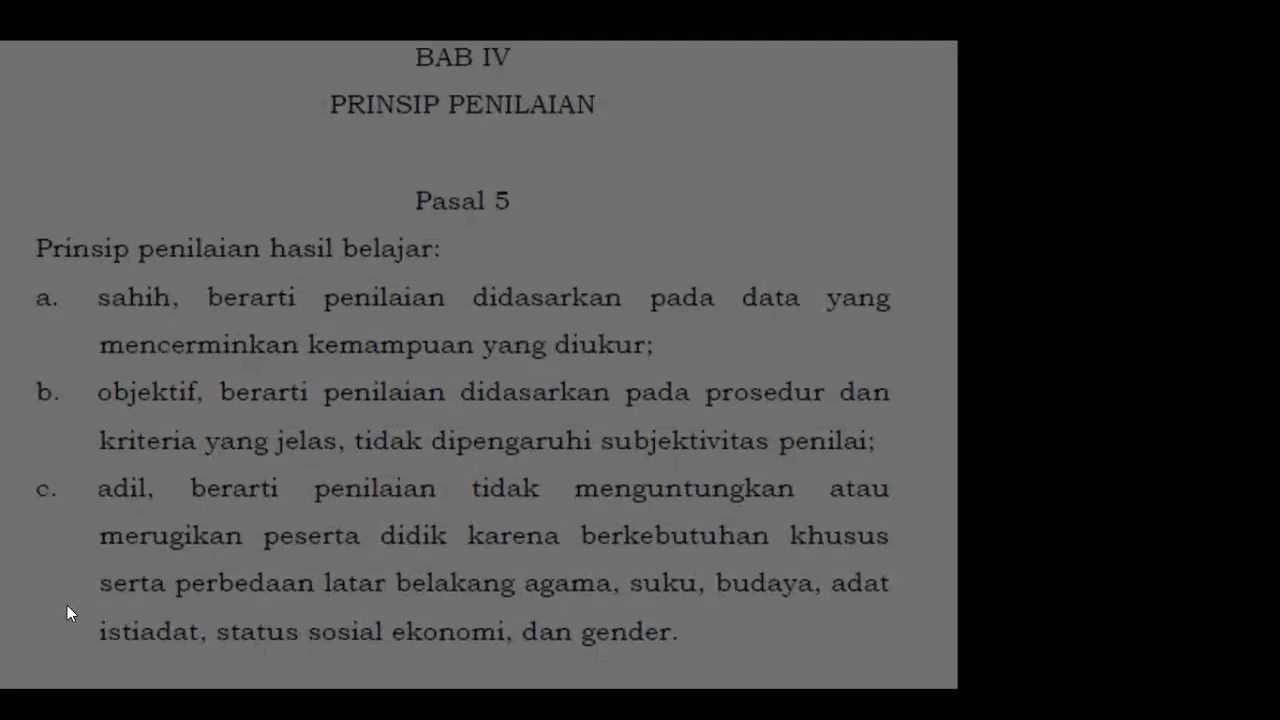 BAB IV
PRINSIP PENILAIAN
Pasal 5
Prinsip penilaian hasil belajar:
a. sahih, berarti penilaian didasarkan pada data yang
mencerminkan kemampuan yang diukur;
b. objektif, berarti penilaian didasarkan pada prosedur dan
kriteria yang jelas, tidak dipengaruhi subjektivitas penilai;
c. adil, berarti penilaian tidak menguntungkan atau
merugikan peserta didik karena berkebutuhan khusus
serta perbedaan latar belakang agama, suku, budaya, adat
istiadat, status sosial ekonomi, dan gender.